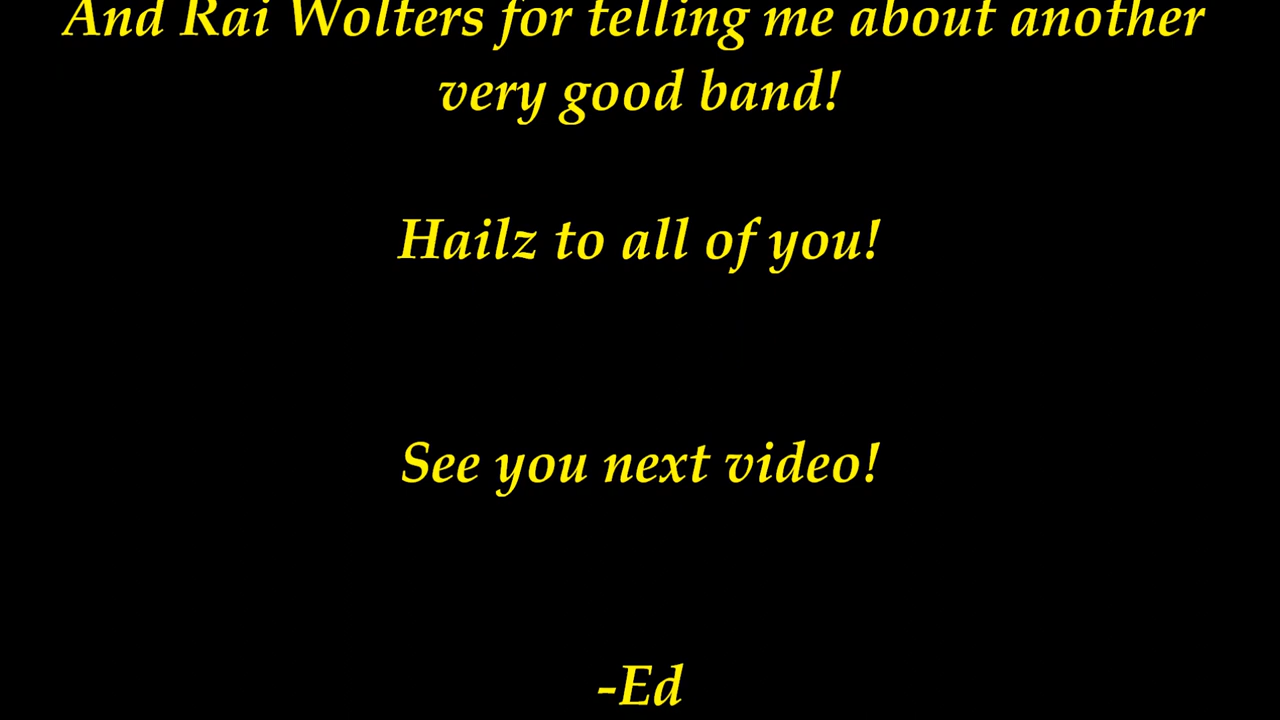 And Rai Wolters for telling me about another
very good band!
Hailz to all of you!
See you next video!
-Ed